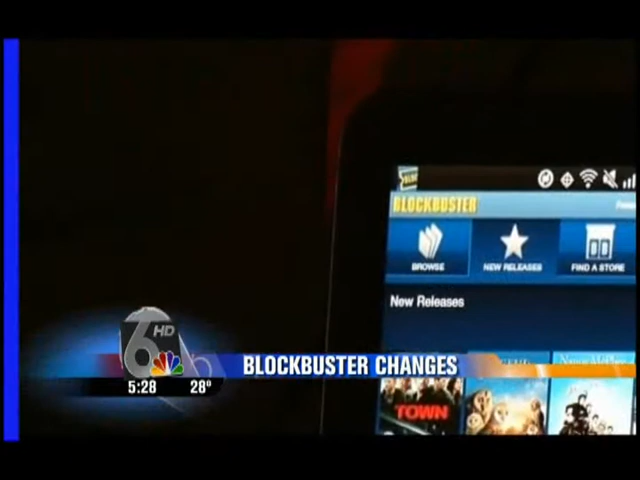 BLOCKBUSTER
BROWSE
NEW RELEASES
FIND A STORE
New Releases
6 HD
BLOCKBUSTER CHANGES
5:28 28°
TOWN